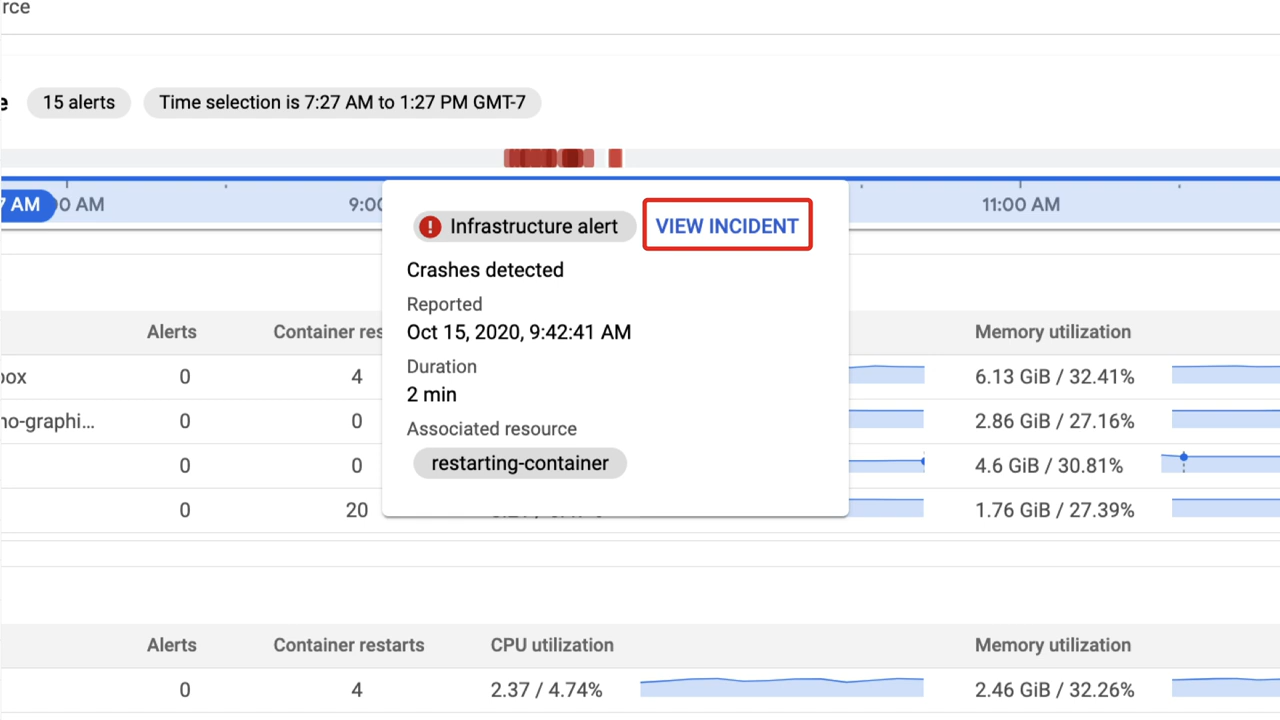 rce
e 15 alerts Time selection is 7:27 AM to 1:27 PM GMT-7
7 AM 0 AM 9:00 11:00 AM
Infrastructure alert VIEW INCIDENT
Crashes detected
Reported
Oct 15, 2020, 9:42:41 AM
Duration
2 min
Associated resource
restarting-container
Alerts Container res Memory utilization
ox 0 4 6.13 GiB / 32.41%
no-graphi... 0 0 2.86 GiB / 27.16%
0 0 4.6 GiB / 30.81%
0 20 1.76 GiB / 27.39%
Alerts Container restarts CPU utilization Memory utilization
0 4 2.37 / 4.74% 2.46 GiB / 32.26%